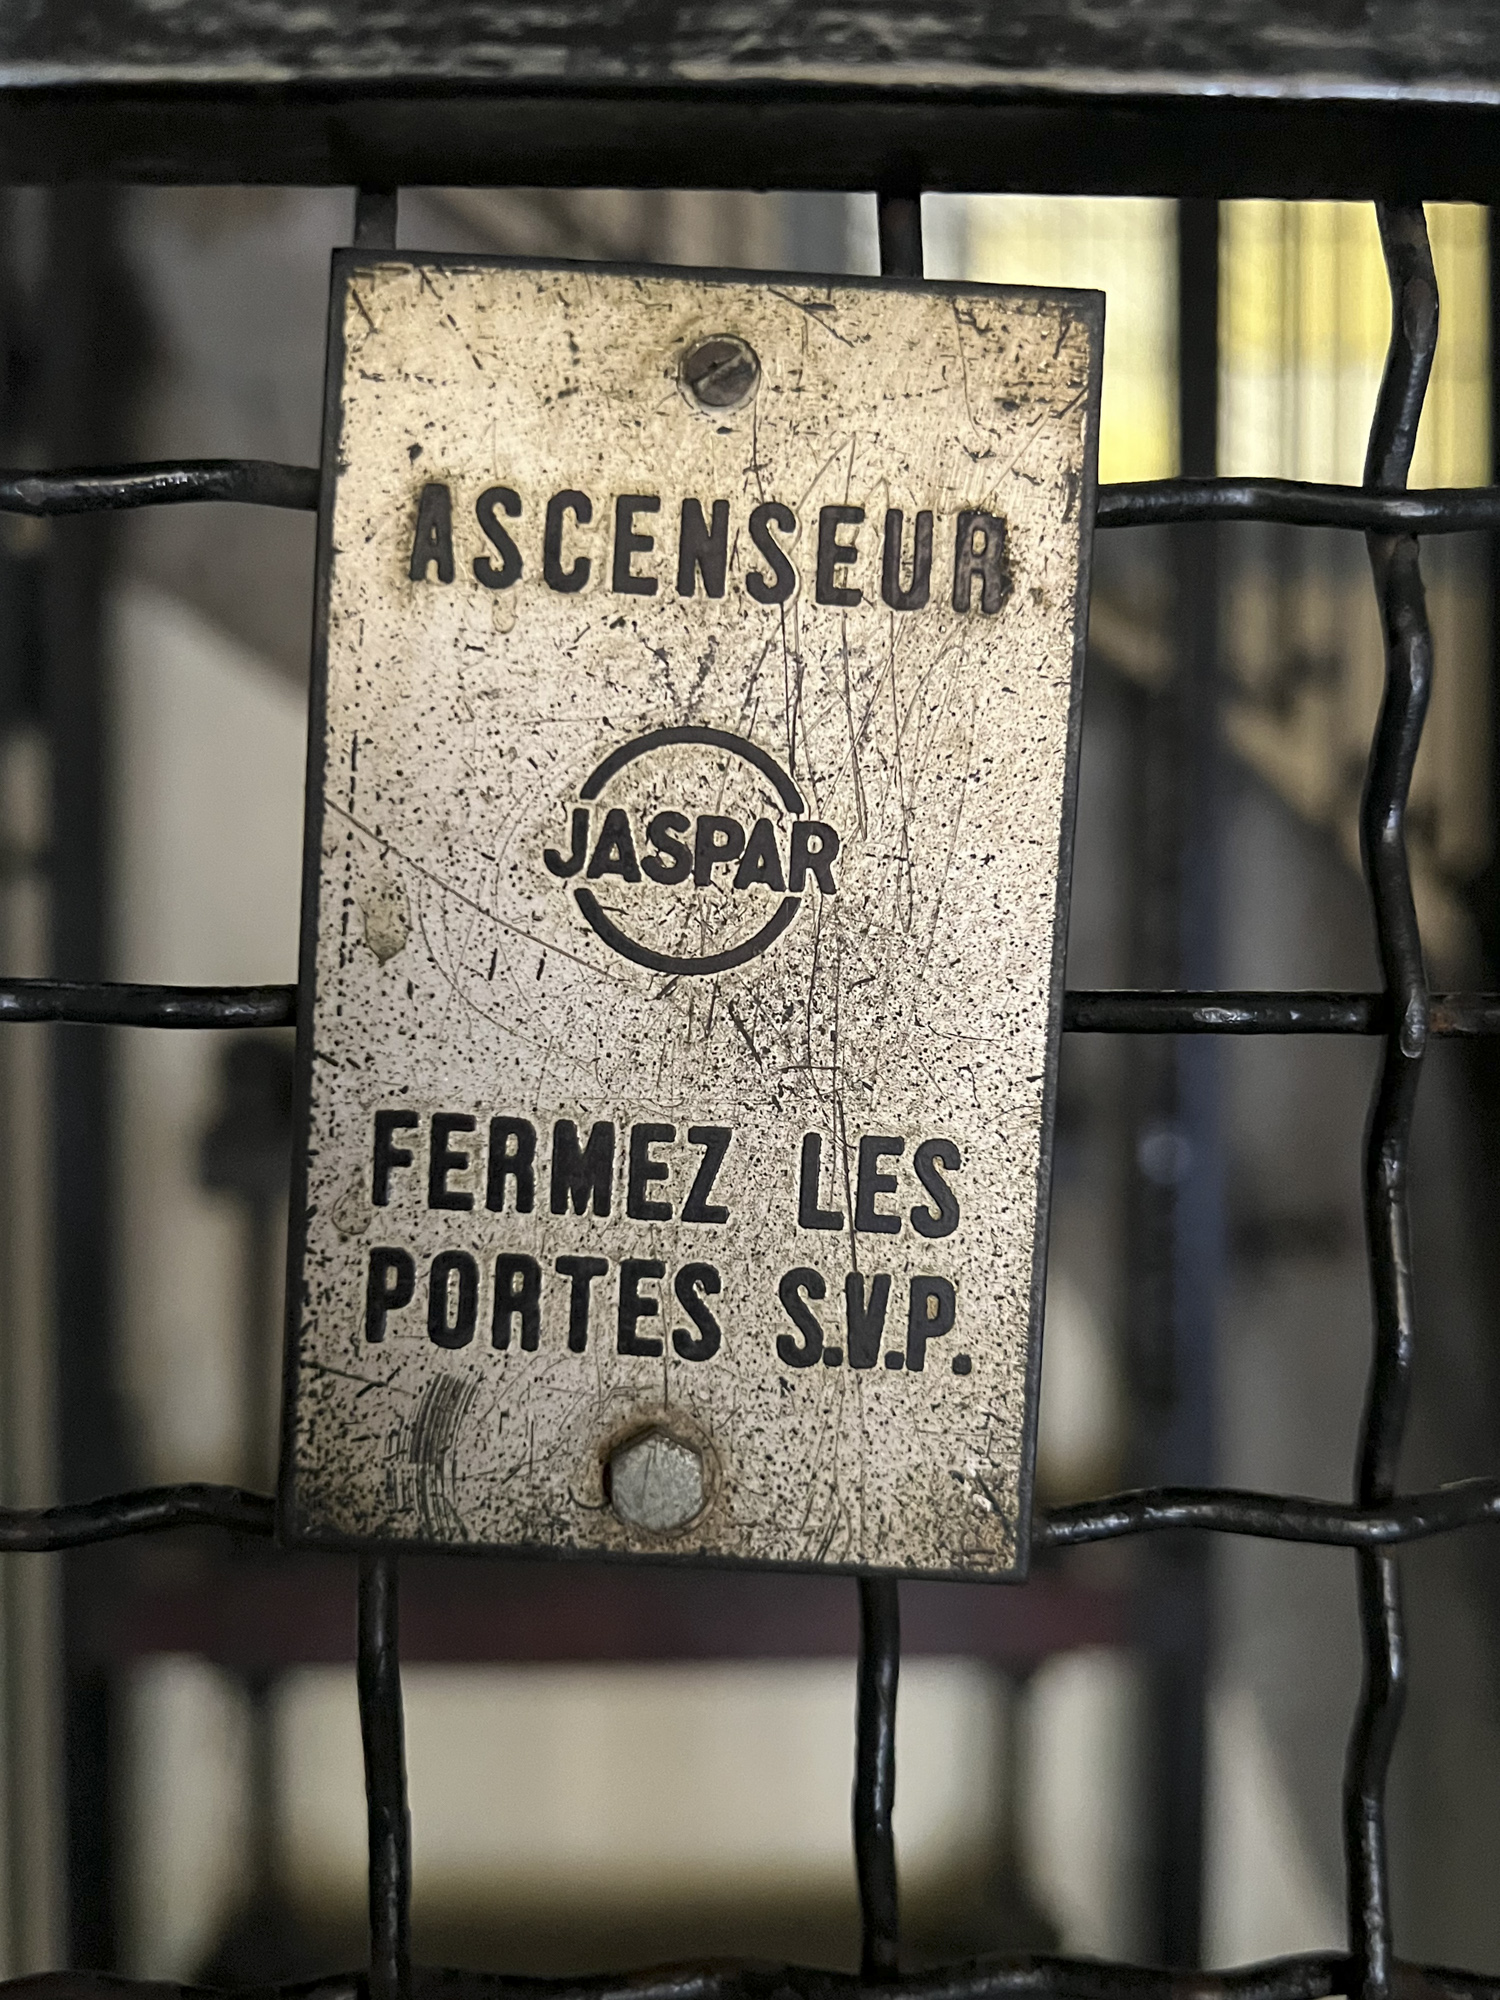 ASCENSEUR
JASPAR
FERMEZ LES
PORTES S.V.P.